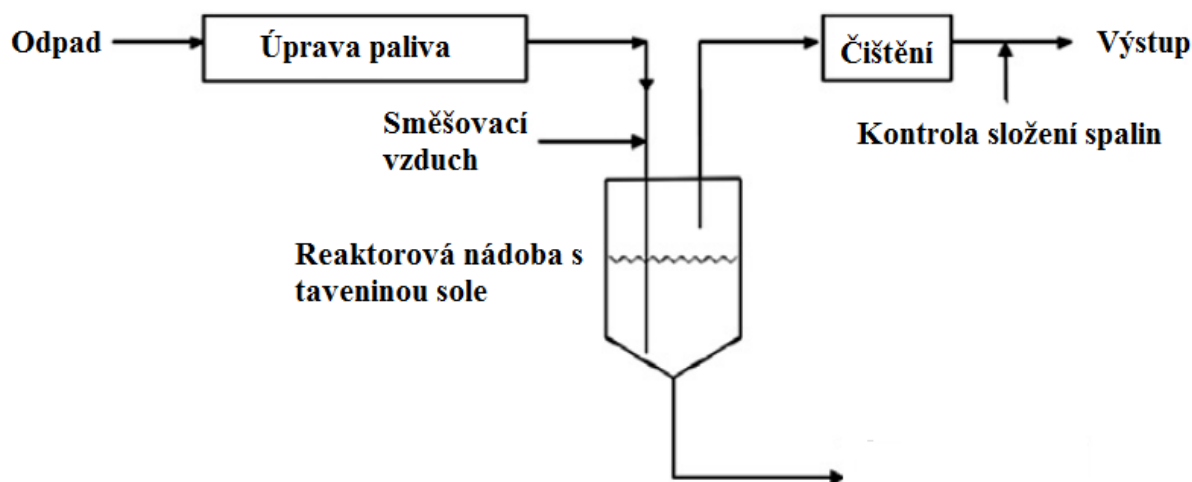 Odpad
Úprava paliva
Čištění
Výstup
Směšovací
vzduch
Kontrola složení spalin
Reaktorová nádoba s
taveninou sole